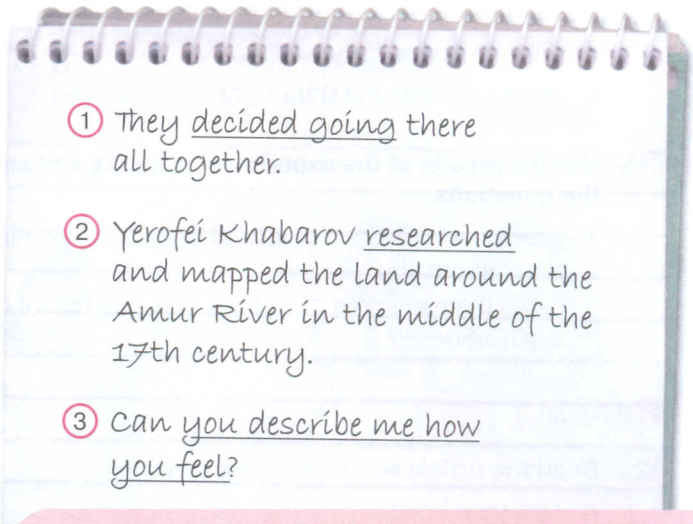 1 They decided going there
all together.
2 Yerofei Khabarov researched
and mapped the land around the
Amur River in the middle of the
17th century.
3 Can you describe me how
you feel?